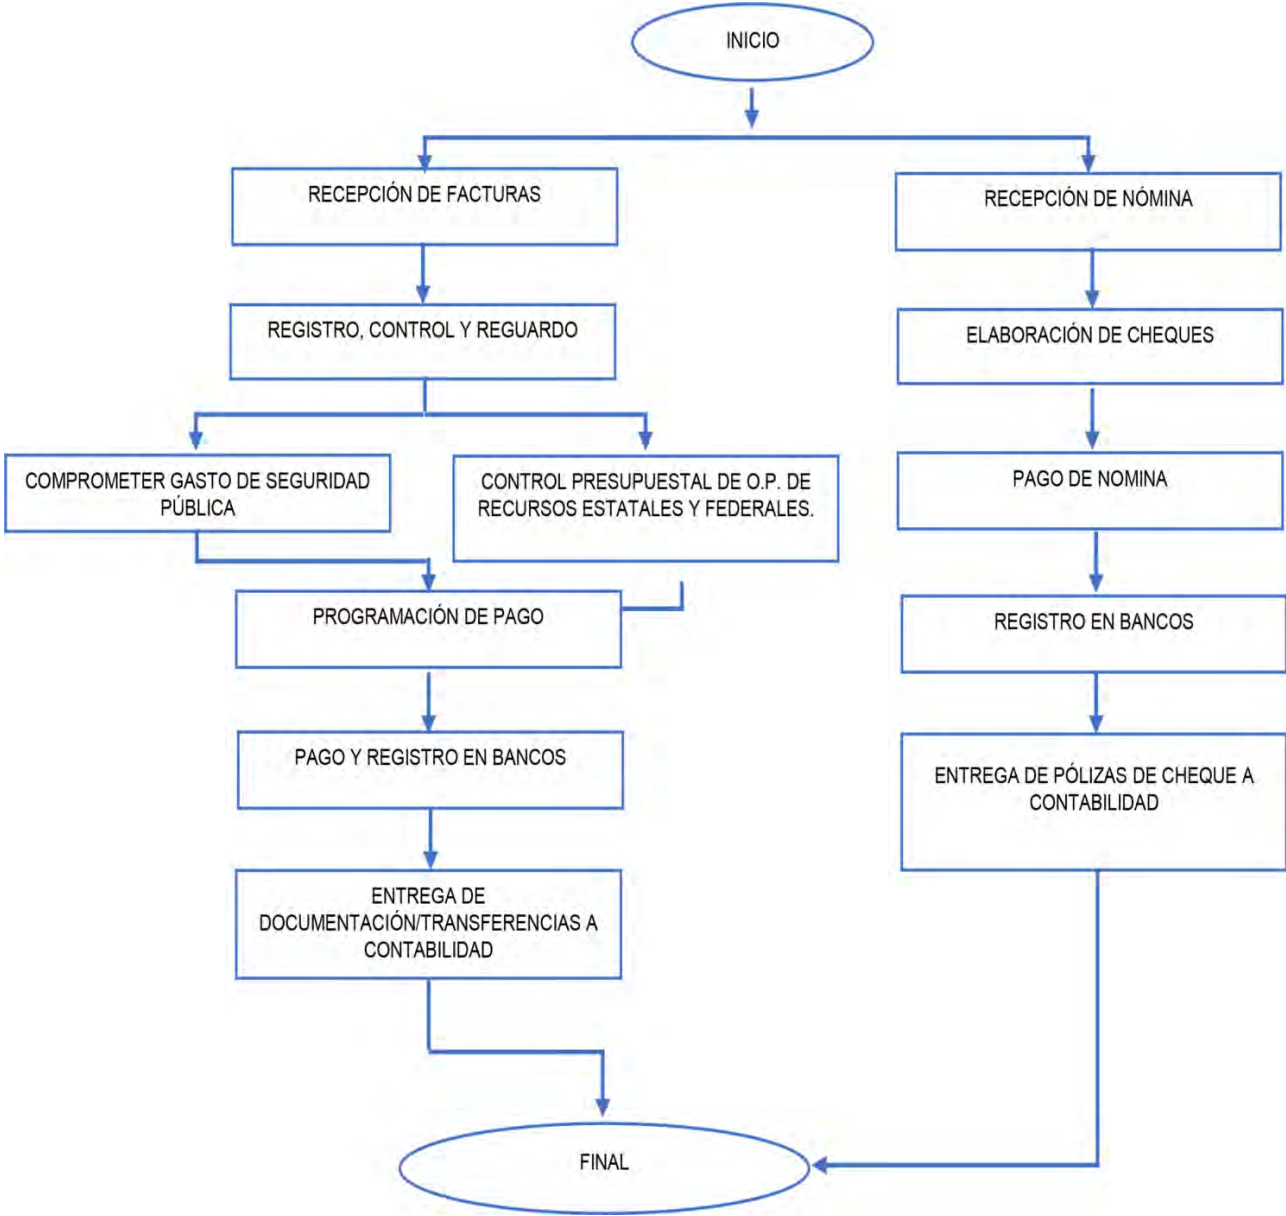 INICIO
RECEPCIÓN DE FACTURAS
RECEPCIÓN DE NÓMINA
REGISTRO, CONTROL Y REGUARDO
ELABORACIÓN DE CHEQUES
COMPROMETER GASTO DE SEGURIDAD
PÚBLICA
CONTROL PRESUPUESTAL DE O.P. DE
RECURSOS ESTATALES Y FEDERALES.
PAGO DE NOMINA
PROGRAMACIÓN DE PAGO
REGISTRO EN BANCOS
PAGO Y REGISTRO EN BANCOS
ENTREGA DE PÓLIZAS DE CHEQUE A
CONTABILIDAD
ENTREGA DE
DOCUMENTACIÓN/TRANSFERENCIAS A
CONTABILIDAD
FINAL